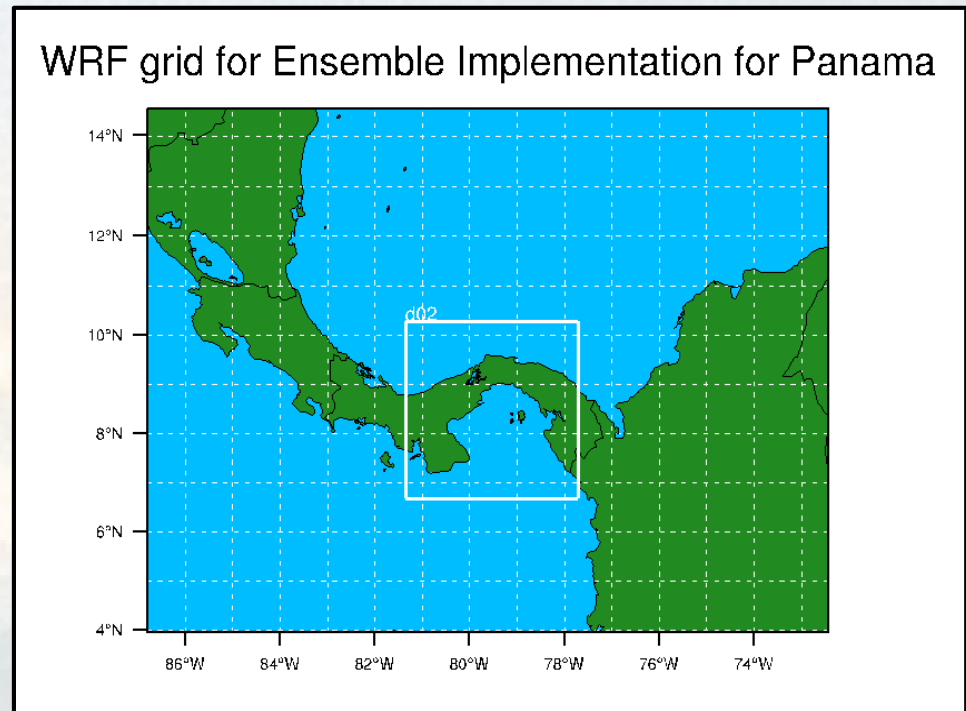 WRF grid for Ensemble Implementation for Panama
14°N
12°N
d02
10°N
8°N
6°N
4°N
86°W 84°W 82°W 80°W 78°W 76°W 74°W